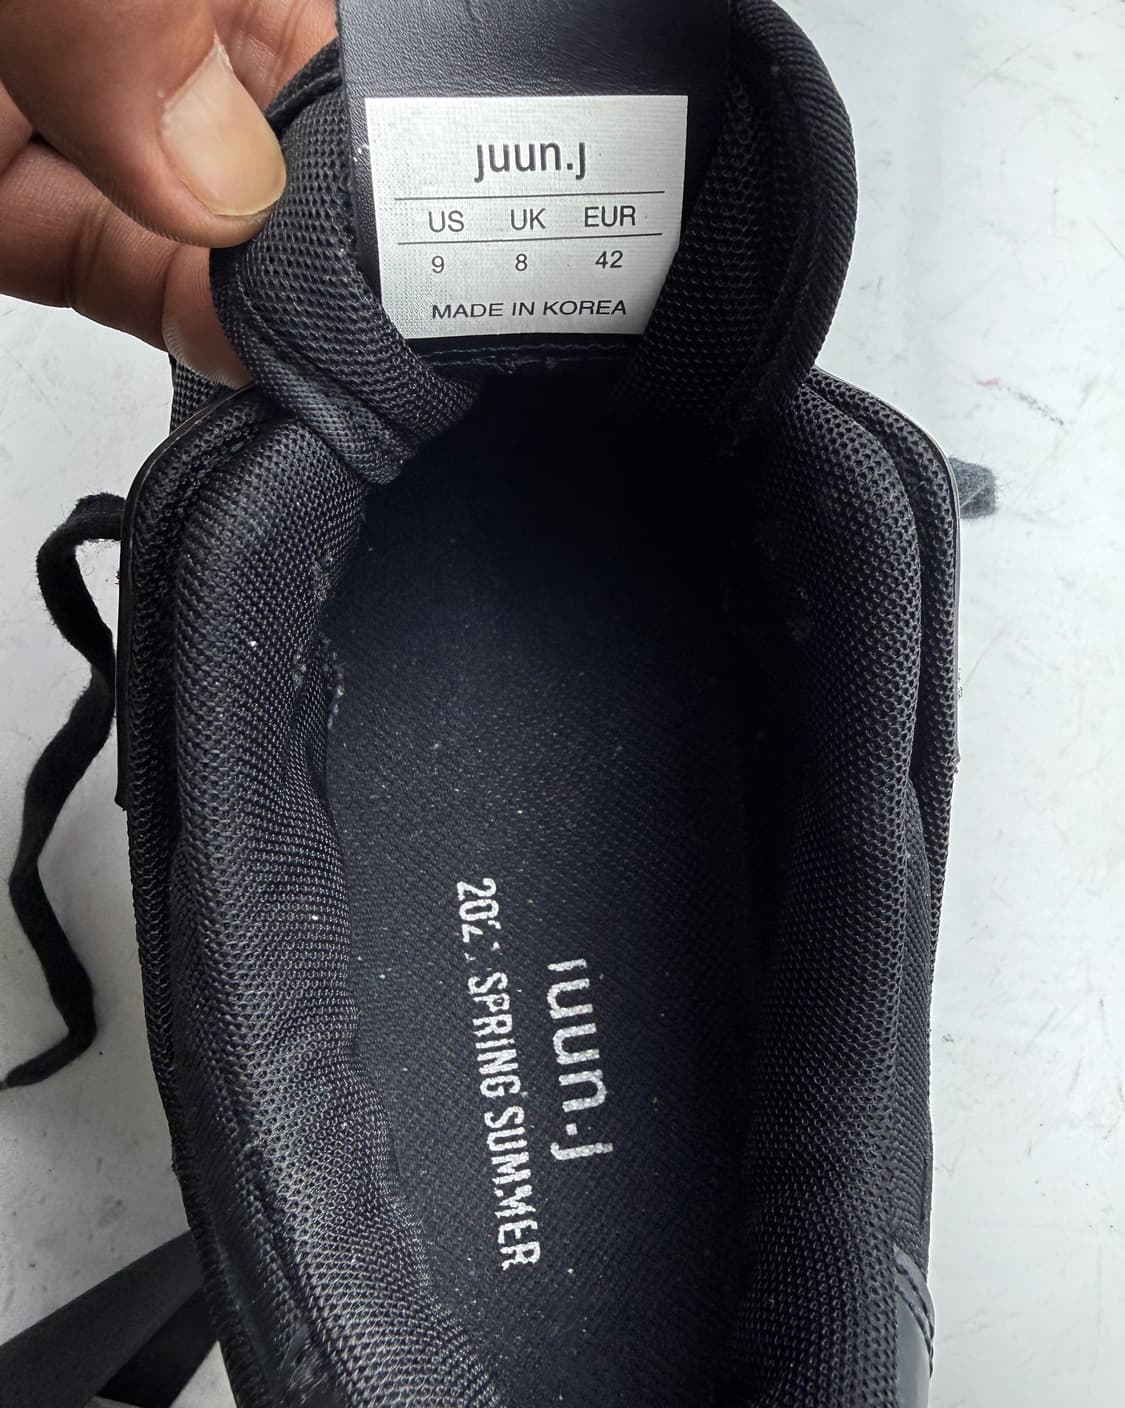 juun.j
US UK EUR
9 8 42
MADE IN KOREA
juun.J
SPRING SUMMER